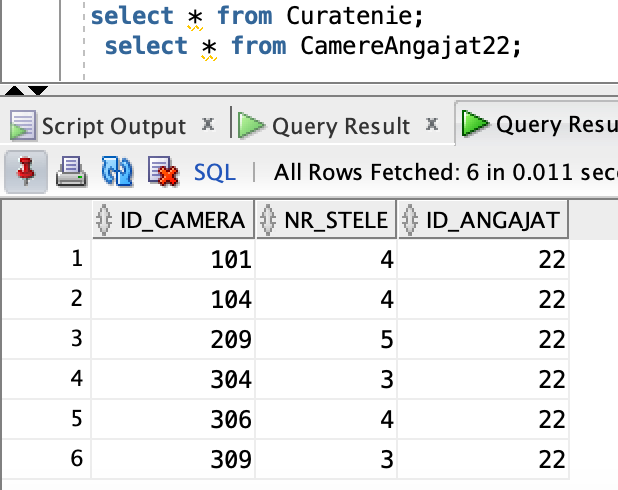 select * from Curatenie;
select * from CamereAngajat22;
Script Output x Query Result x Query Resu
SQL All Rows Fetched: 6 in 0.011 sec
ID_CAMERA NR_STELE ID_ANGAJAT
1 101 4 22
2 104 4 22
3 209 5 22
4 304 3 22
5 306 4 22
6 309 3 22